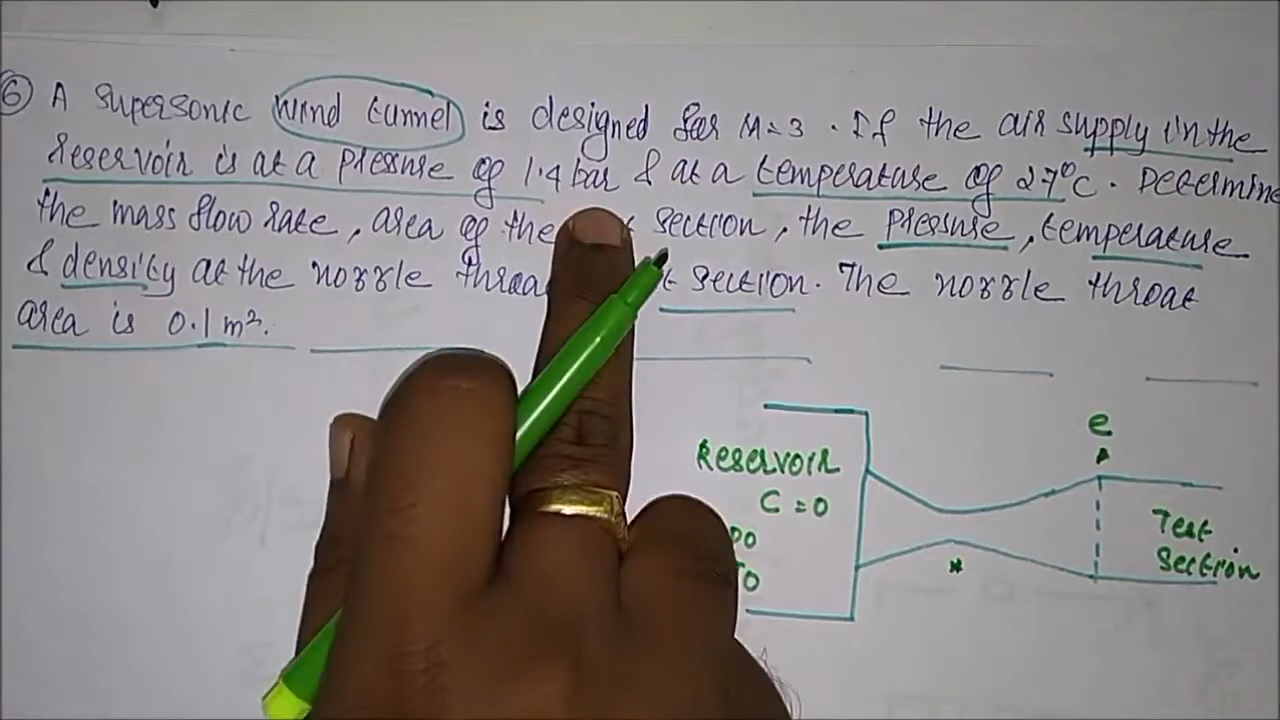 ⑥ A supersonic wind tunnel is designed for M=3. If the air supply in the
reservoir is at a pressure of 1.4 bar & at a temperature of 27°C. Determine
the mass flow rate, area of the section, the pressure, temperature
& density at the nozzle section. The nozzle throat
area is 0.1 m².
e
Reservoir
C=0
Test
section
*